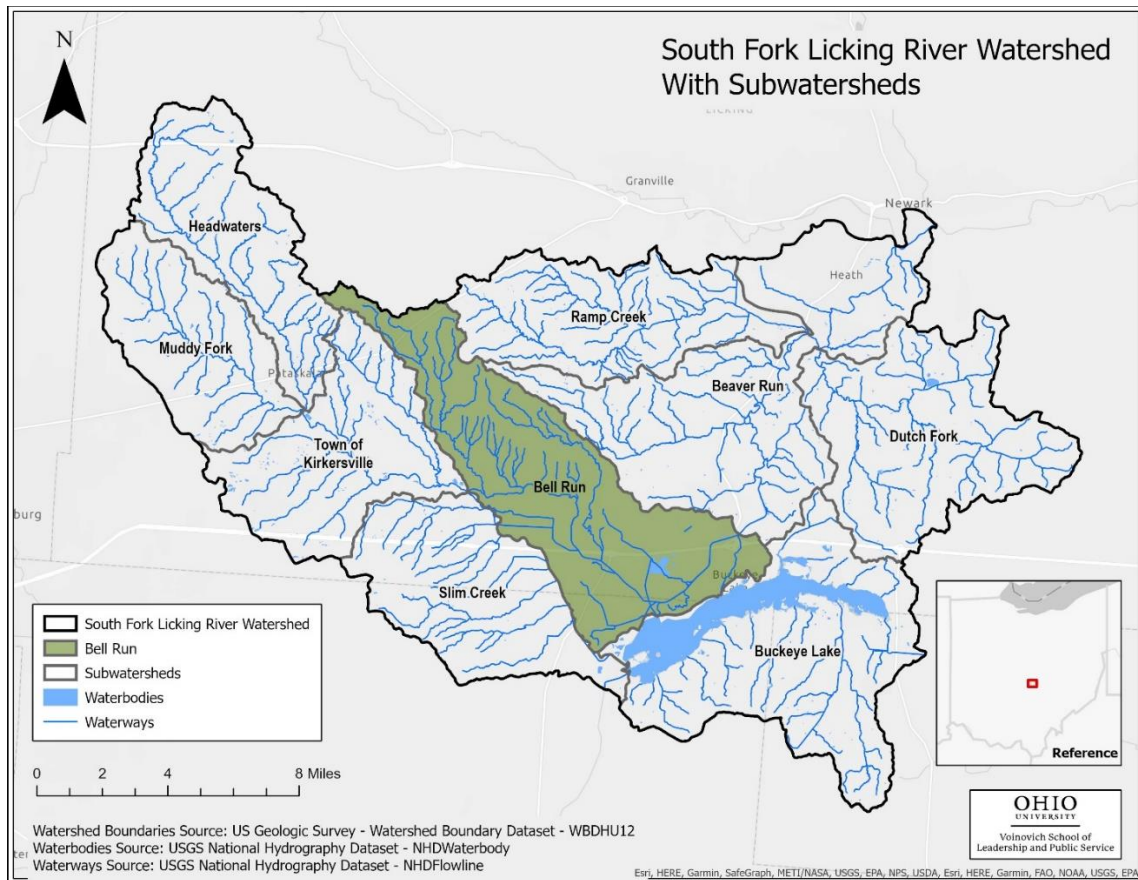 South Fork Licking River Watershed
With Subwatersheds
N
LICKING
Granville
Newark
Headwaters
Heath
Ramp Creek
Muddy Fork
Pataskala
Beaver Run
Dutch Fork
Town of
Kirkersville
Bell Run
burg
Slim Creek
Buckeye Lake
South Fork Licking River Watershed
Bell Run
Subwatersheds
Waterbodies
Waterways
0 2 4 8 Miles
Reference
Watershed Boundaries Source: US Geologic Survey - Watershed Boundary Dataset - WBDHU12
Waterbodies Source: USGS National Hydrography Dataset - NHDWaterbody
Waterways Source: USGS National Hydrography Dataset - NHDFlowline
OHIO
UNIVERSITY
Voinovich School of
Leadership and Public Service
Esri, HERE, Garmin, SafeGraph, METI/NASA, USGS, EPA, NPS, USDA, Esri, HERE, Garmin, FAO, NOAA, USGS, EPA